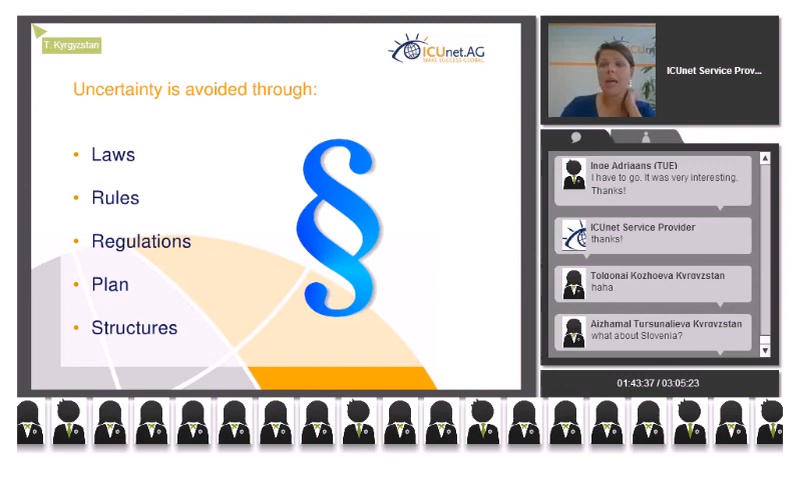 T. Kyrgyzstan
ICUnet.AG
MAKE SUCCESS GLOBAL.
Uncertainty is avoided through:
• Laws
• Rules
• Regulations
• Plan
• Structures
§
ICUnet Service Prov...
Inge Adriaans (TUE)
I have to go. It was very interesting.
Thanks!
ICUnet Service Provider
thanks!
Tolgonai Kozhoeva Kyrgyzstan
haha
Aizhamal Tursunalieva Kyrgyzstan
what about Slovenia?
01:43:37 / 03:05:23